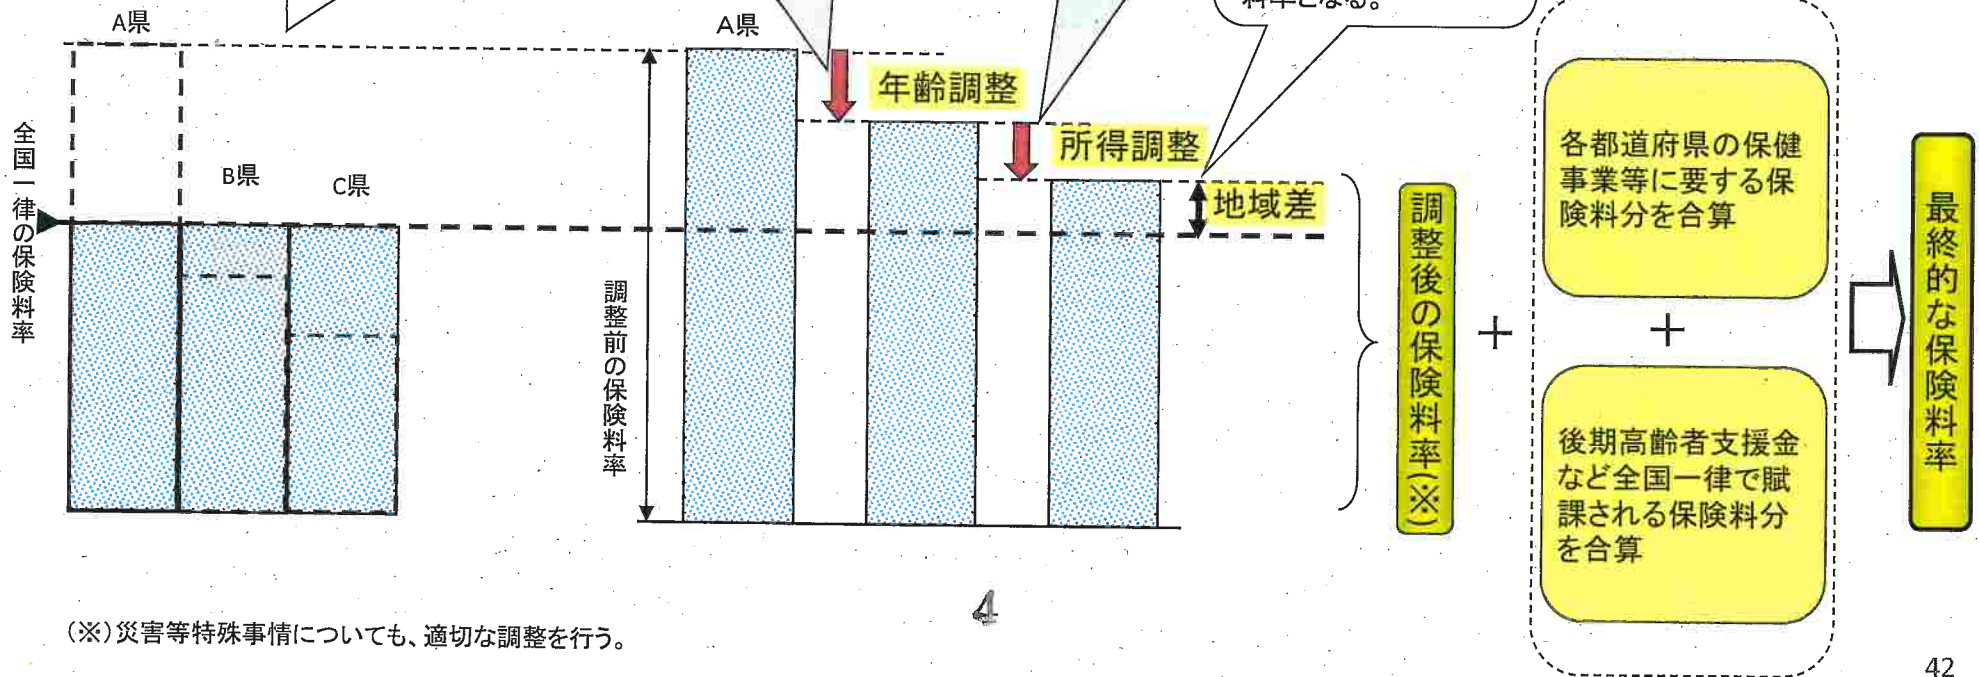 料率となる。
A県
全国一律の保険料率
B県
C県
A県
調整前の保険料率
年齢調整
所得調整
地域差
調整後の保険料率(※)
+
各都道府県の保健
事業等に要する保
険料分を合算
+
後期高齢者支援金
など全国一律で賦
課される保険料分
を合算
最終的な保険料率
(※)災害等特殊事情についても、適切な調整を行う。
4
42